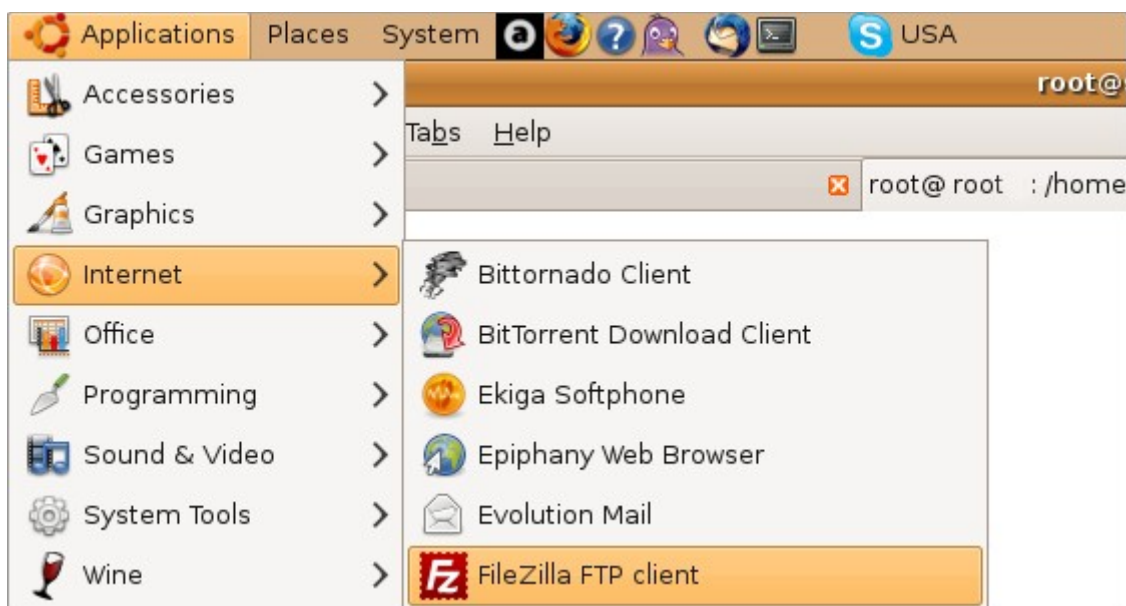 Applications Places System USA
root@
Accessories
Tabs Help
Games
root@ root : /home
Graphics
Internet
Bittornado Client
Office
BitTorrent Download Client
Programming
Ekiga Softphone
Sound & Video
Epiphany Web Browser
System Tools
Evolution Mail
Wine
FileZilla FTP client